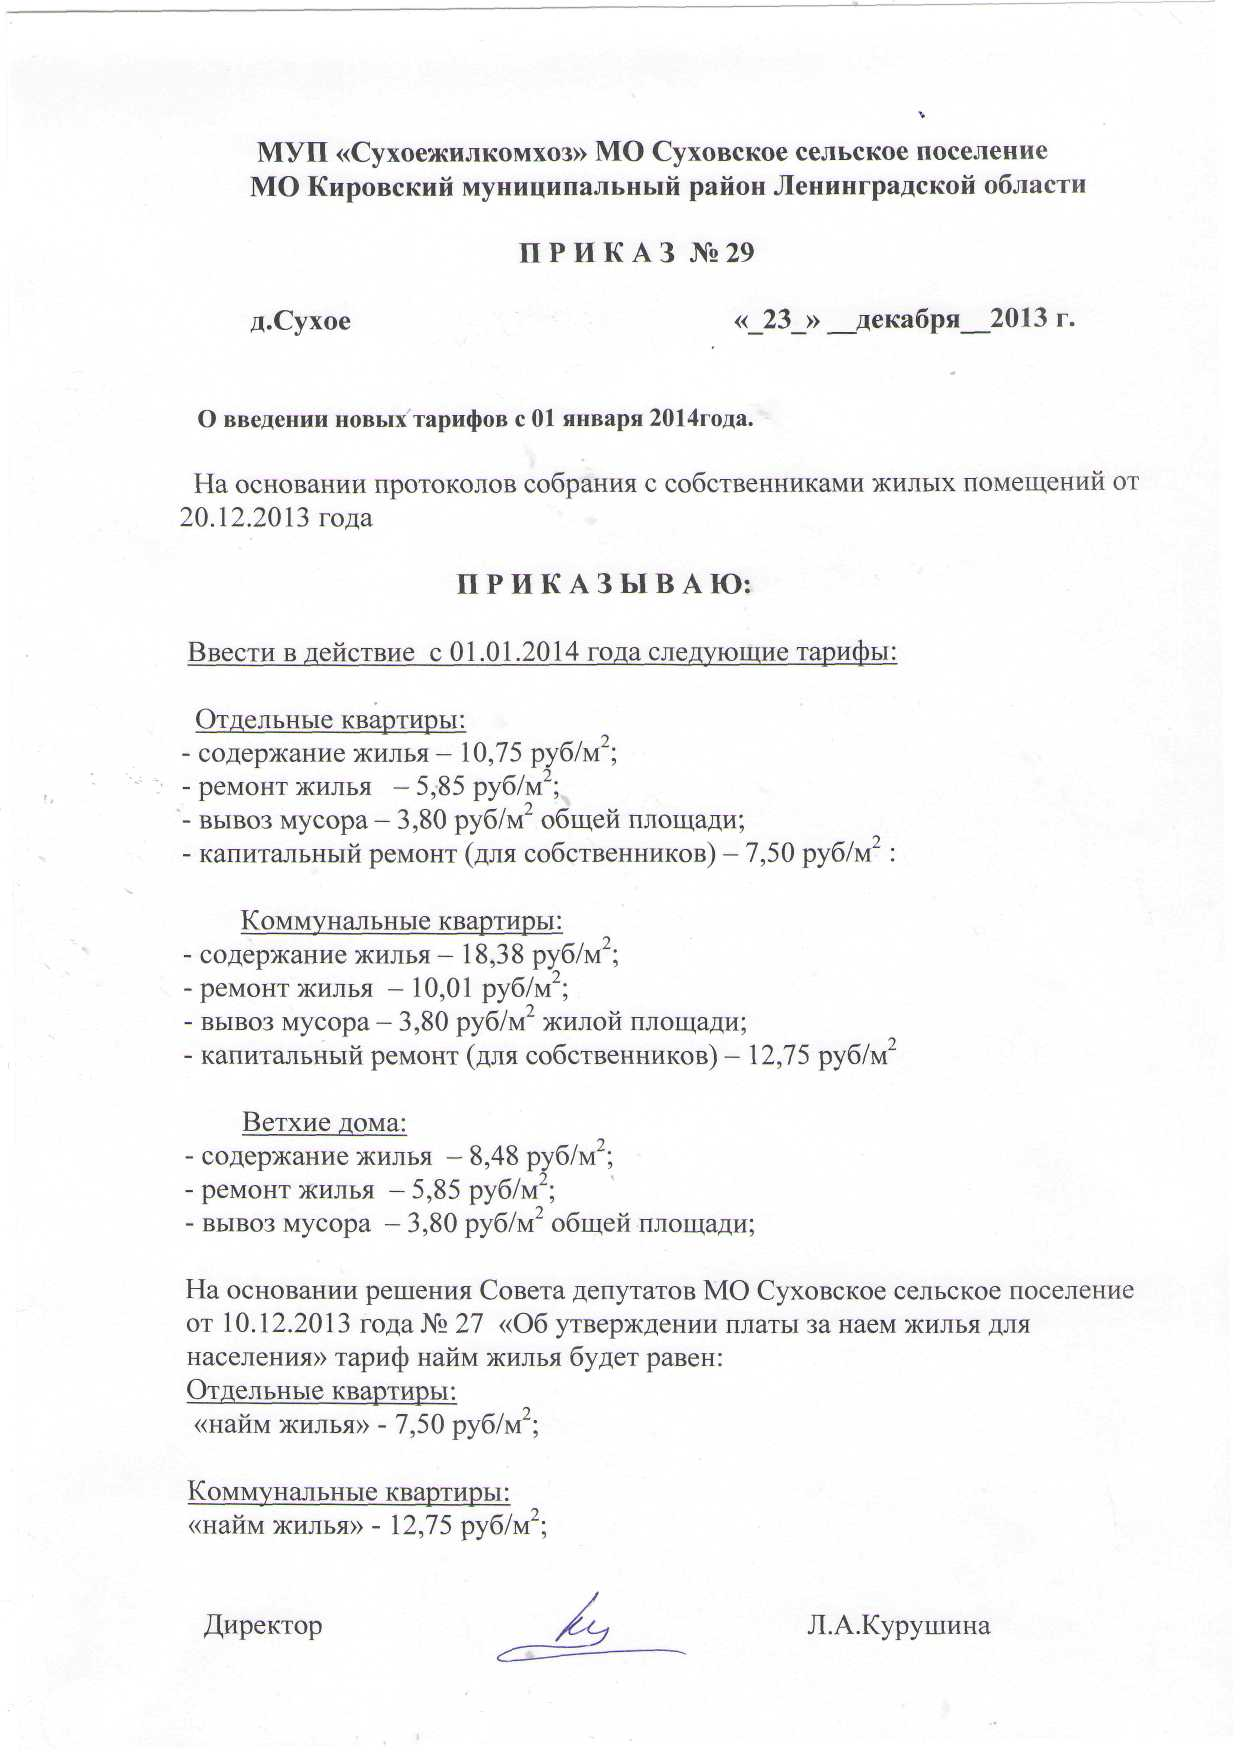 МУП «Сухоежилкомхоз» МО Суховское сельское поселение
МО Кировский муниципальный район Ленинградской области
П Р И К А З № 29
д.Сухое «_23_» __декабря__2013 г.
О введении новых тарифов с 01 января 2014года.
На основании протоколов собрания с собственниками жилых помещений от
20.12.2013 года
П Р И К А З Ы В А Ю:
Ввести в действие с 01.01.2014 года следующие тарифы:
Отдельные квартиры:
- содержание жилья – 10,75 руб/м²;
- ремонт жилья – 5,85 руб/м²;
- вывоз мусора – 3,80 руб/м² общей площади;
- капитальный ремонт (для собственников) – 7,50 руб/м² :
Коммунальные квартиры:
- содержание жилья – 18,38 руб/м²;
- ремонт жилья – 10,01 руб/м²;
- вывоз мусора – 3,80 руб/м² жилой площади;
- капитальный ремонт (для собственников) – 12,75 руб/м²
Ветхие дома:
- содержание жилья – 8,48 руб/м²;
- ремонт жилья – 5,85 руб/м²;
- вывоз мусора – 3,80 руб/м² общей площади;
На основании решения Совета депутатов МО Суховское сельское поселение
от 10.12.2013 года № 27 «Об утверждении платы за наем жилья для
населения» тариф найм жилья будет равен:
Отдельные квартиры:
«найм жилья» - 7,50 руб/м²;
Коммунальные квартиры:
«найм жилья» - 12,75 руб/м²;
Директор Л.А.Курушина